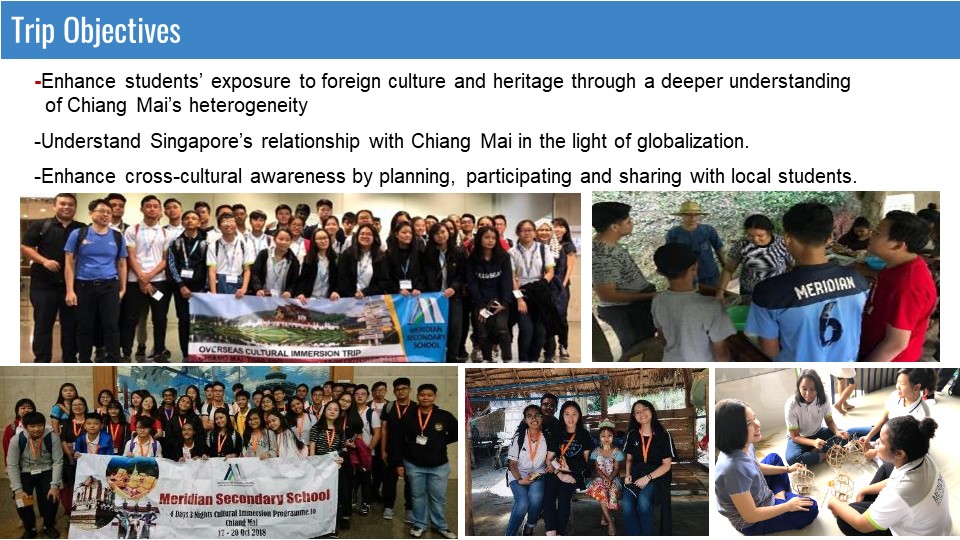 Trip Objectives
-Enhance students’ exposure to foreign culture and heritage through a deeper understanding
of Chiang Mai’s heterogeneity
-Understand Singapore’s relationship with Chiang Mai in the light of globalization.
-Enhance cross-cultural awareness by planning, participating and sharing with local students.
MERIDIAN
6
MERIDIAN
SECONDARY
SCHOOL
OVERSEAS CULTURAL IMMERSION TRIP
Meridian Secondary School
4 Days 3 Nights Cultural Immersion Programme to
Chiang Mai
17 - 20 Oct 2018